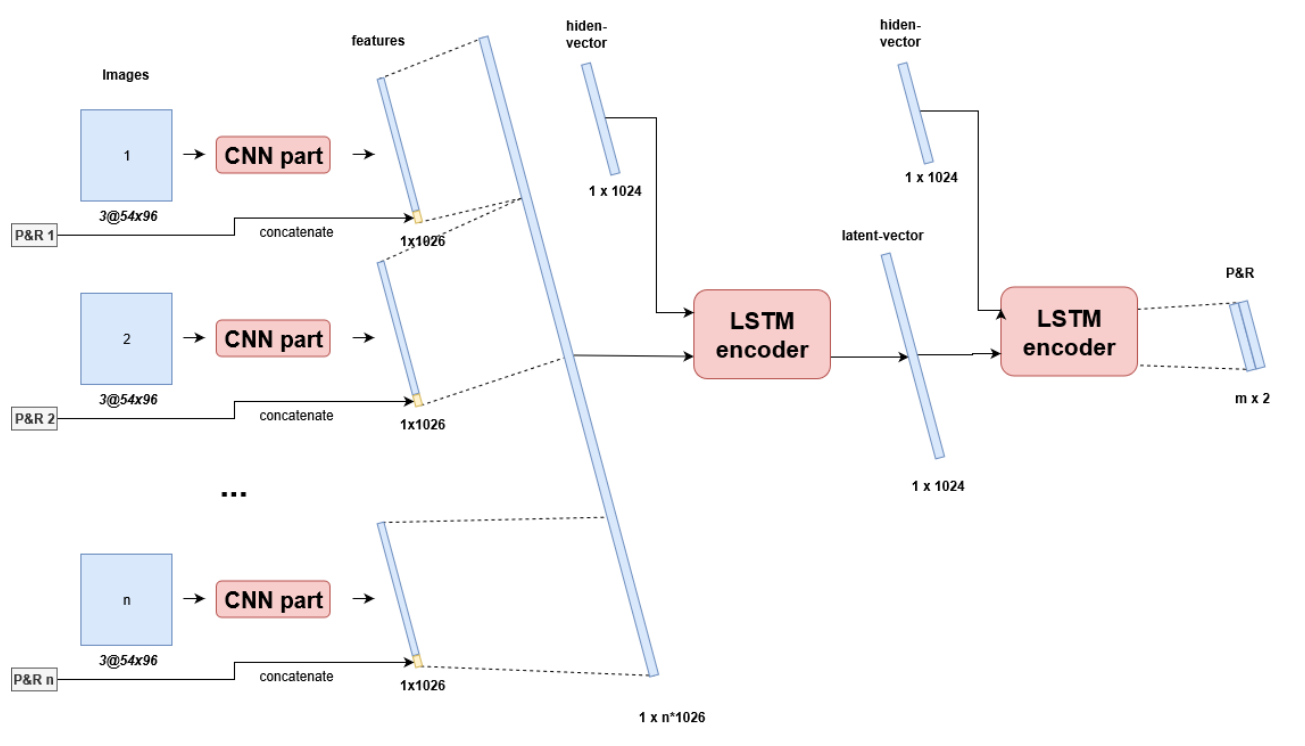 Images
features
hiden-
vector
hiden-
vector
1
CNN part
3@54x96
P&R 1
concatenate
1x1026
1 x 1024
1 x 1024
latent-vector
2
CNN part
3@54x96
P&R 2
concatenate
1x1026
LSTM
encoder
LSTM
encoder
P&R
m x 2
1 x 1024
...
n
CNN part
3@54x96
P&R n
concatenate
1x1026
1 x n*1026